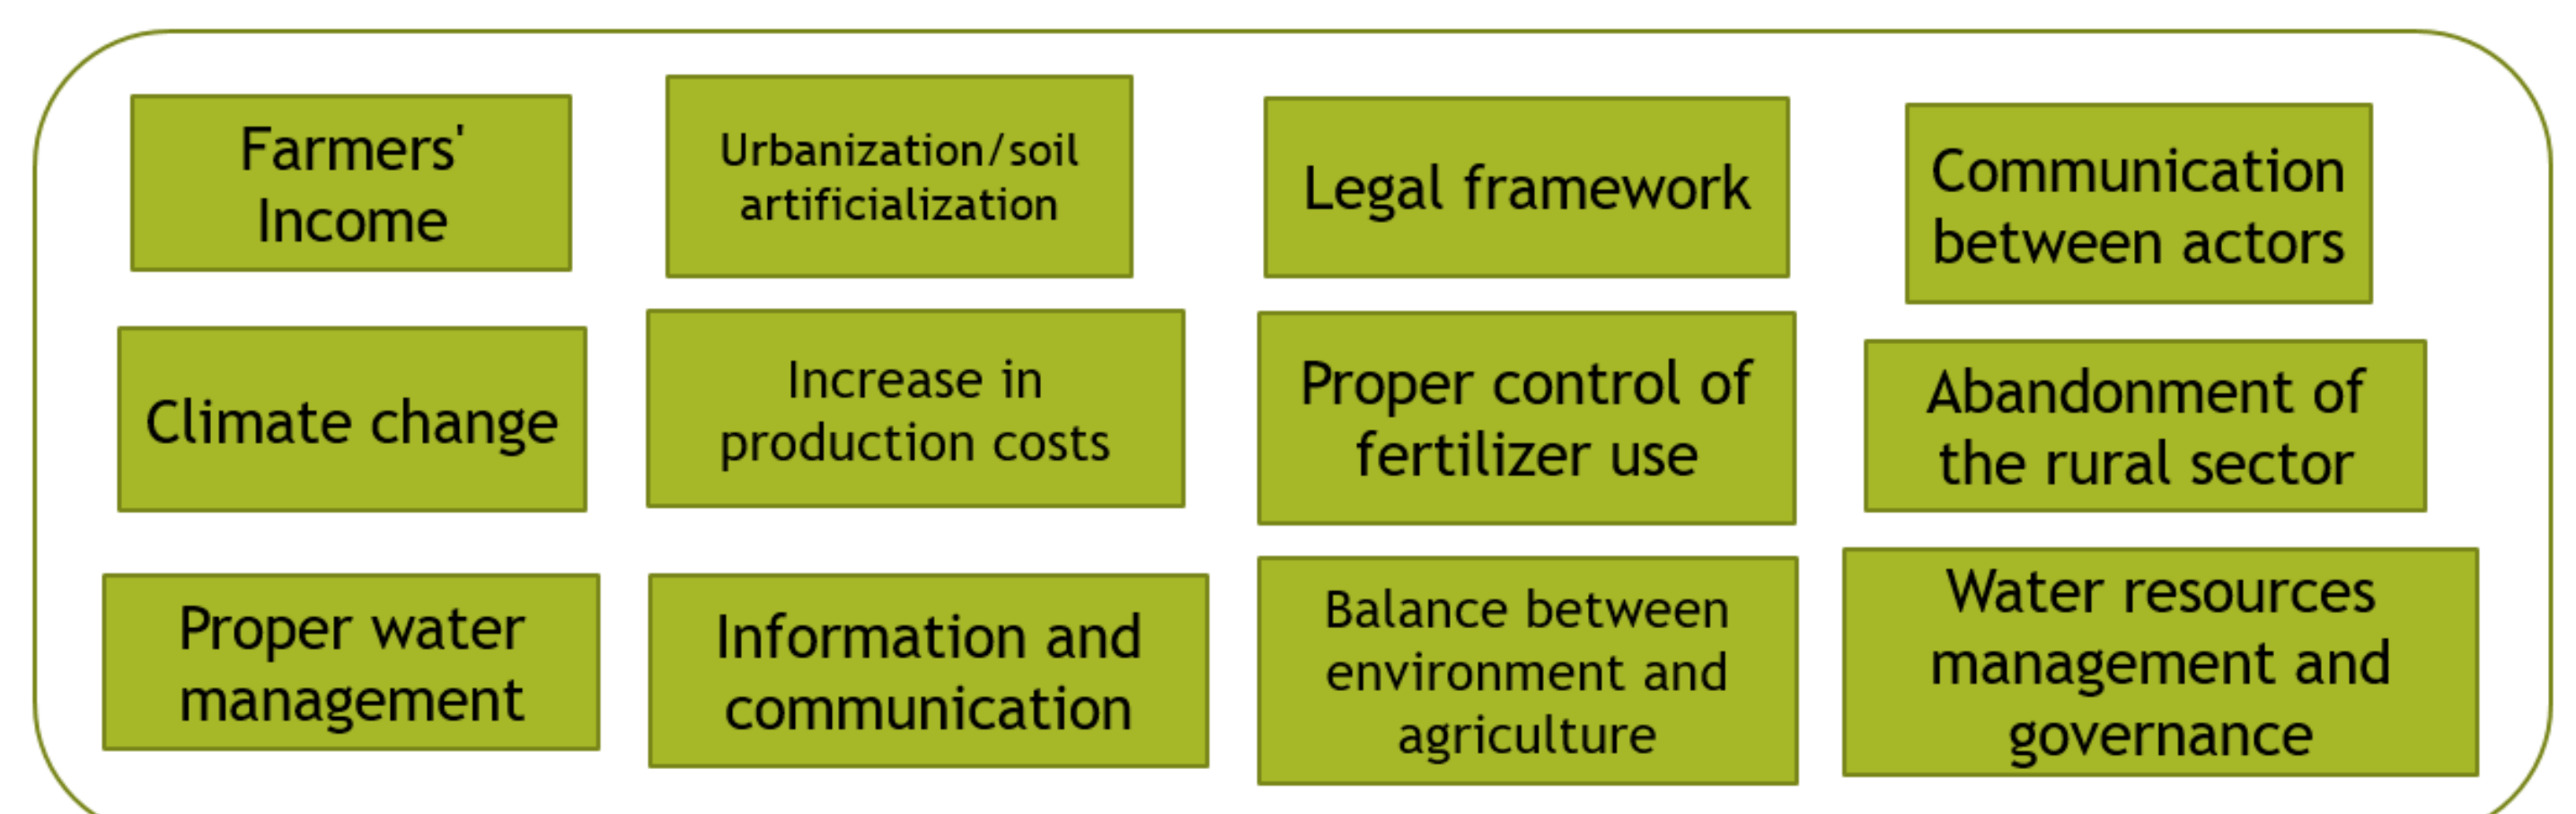 Farmers'
Income
Urbanization/soil
artificialization
Legal framework
Communication
between actors
Climate change
Increase in
production costs
Proper control of
fertilizer use
Abandonment of
the rural sector
Proper water
management
Information and
communication
Balance between
environment and
agriculture
Water resources
management and
governance